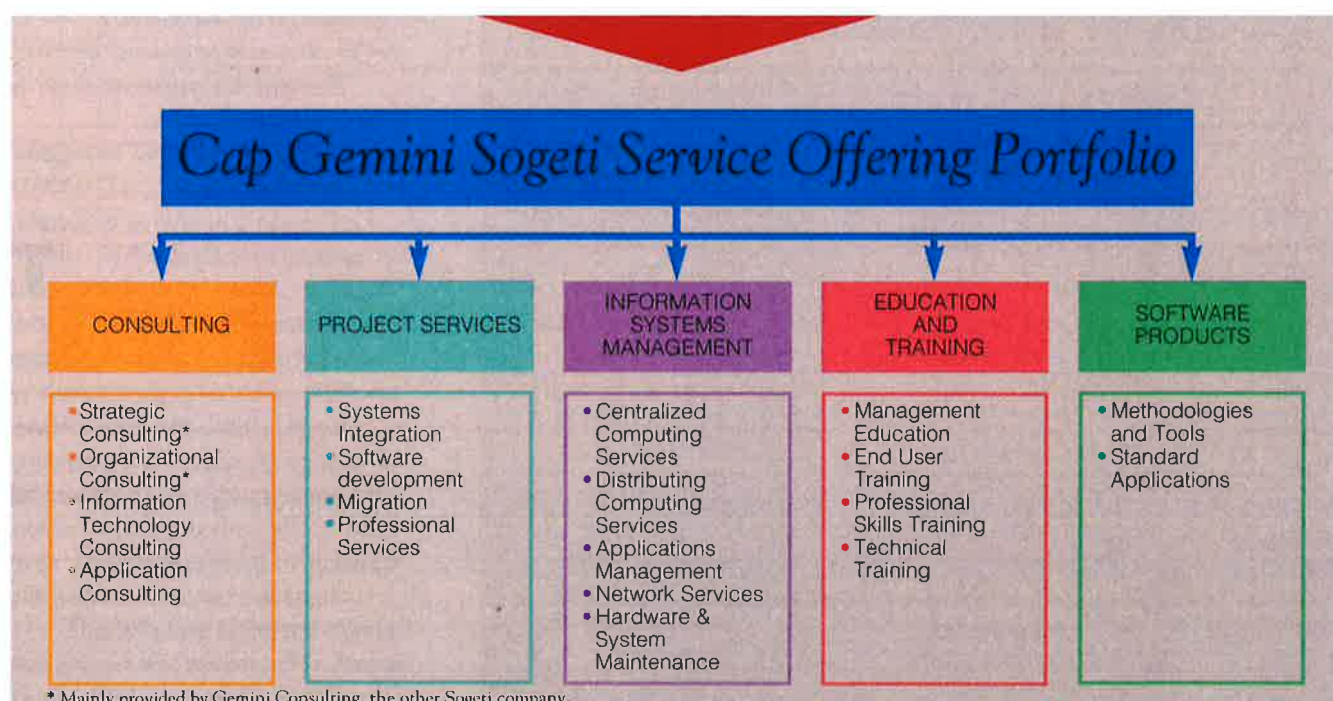 Cap Gemini Sogeti Service Offering Portfolio
CONSULTING
• Strategic
Consulting*
• Organizational
Consulting*
• Information
Technology
Consulting
• Application
Consulting
PROJECT SERVICES
• Systems
Integration
• Software
development
• Migration
• Professional
Services
INFORMATION
SYSTEMS
MANAGEMENT
• Centralized
Computing
Services
• Distributing
Computing
Services
• Applications
Management
• Network Services
• Hardware &
System
Maintenance
EDUCATION
AND
TRAINING
• Management
Education
• End User
Training
• Professional
Skills Training
• Technical
Training
SOFTWARE
PRODUCTS
• Methodologies
and Tools
• Standard
Applications
* Mainly provided by Gemini Consulting, the other Sogeti company